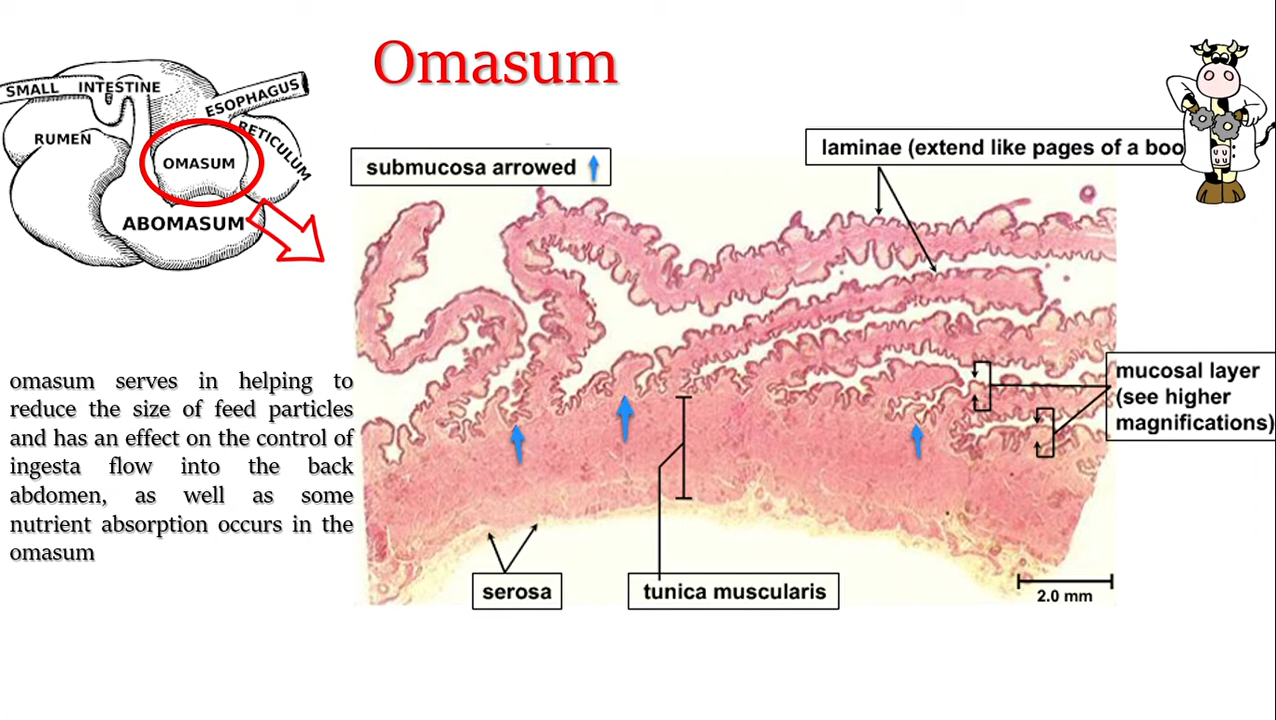 Omasum
SMALL INTESTINE
ESOPHAGUS
RUMEN
RETICULUM
OMASUM
ABOMASUM
submucosa arrowed
laminae (extend like pages of a boo
mucosal layer
(see higher
magnifications)
omasum serves in helping to
reduce the size of feed particles
and has an effect on the control of
ingesta flow into the back
abdomen, as well as some
nutrient absorption occurs in the
omasum
serosa
tunica muscularis
2.0 mm